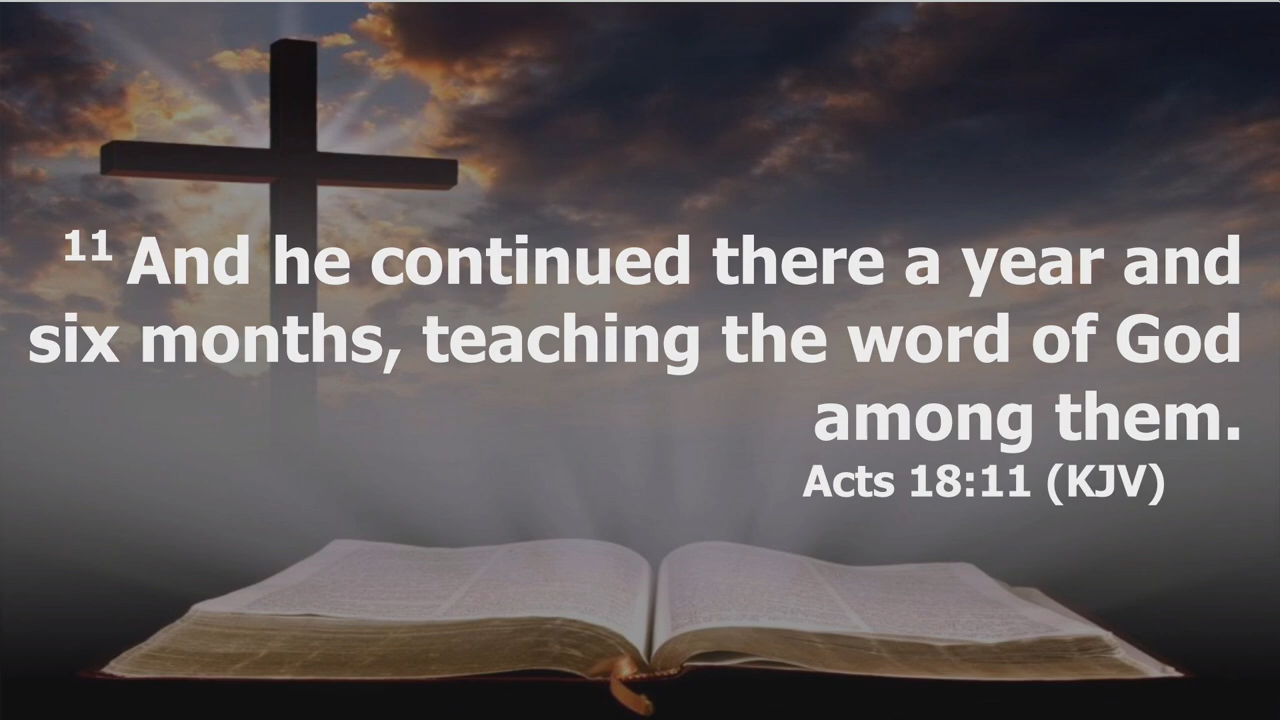 11 And he continued there a year and
six months, teaching the word of God
among them.
Acts 18:11 (KJV)